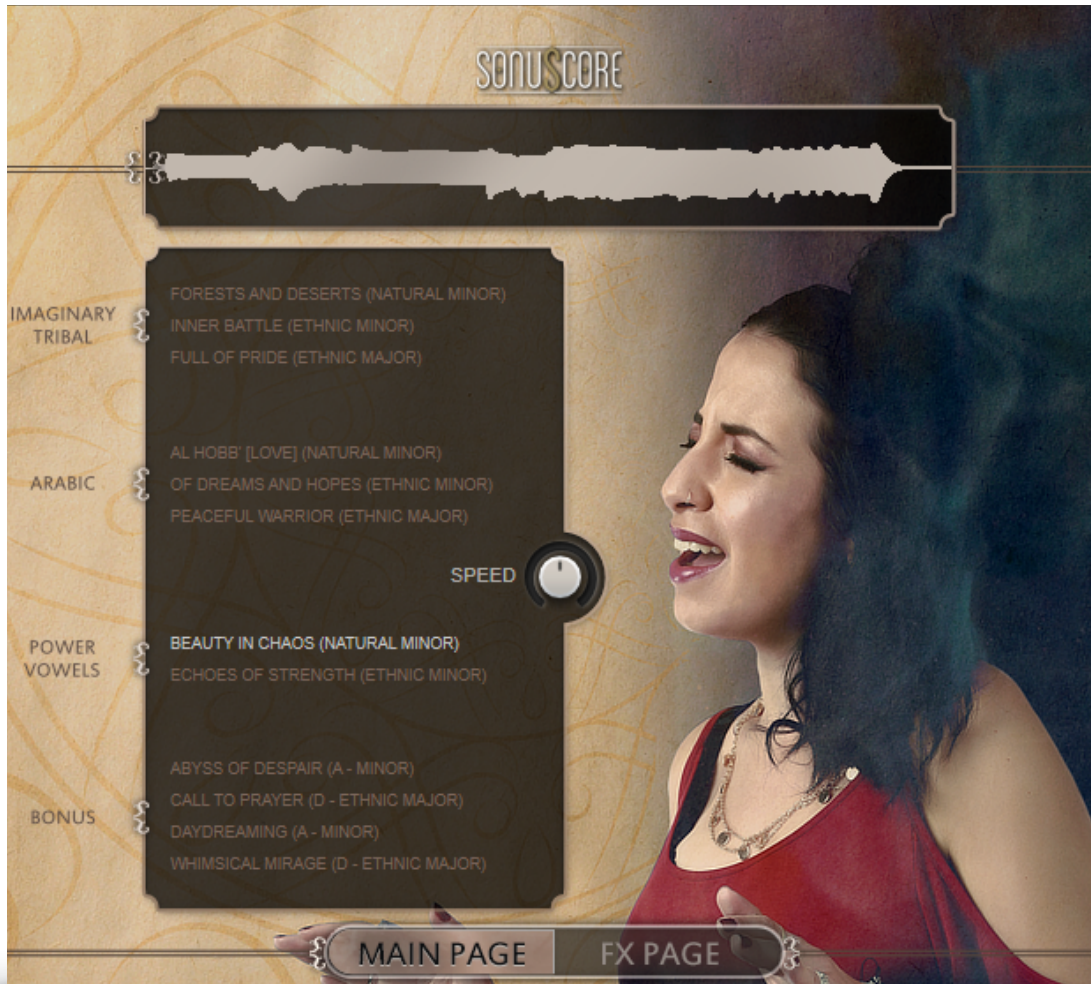 SONUSCORE
IMAGINARY
TRIBAL
FORESTS AND DESERTS (NATURAL MINOR)
INNER BATTLE (ETHNIC MINOR)
FULL OF PRIDE (ETHNIC MAJOR)
ARABIC
AL HOBB' [LOVE] (NATURAL MINOR)
OF DREAMS AND HOPES (ETHNIC MINOR)
PEACEFUL WARRIOR (ETHNIC MAJOR)
SPEED
POWER
VOWELS
BEAUTY IN CHAOS (NATURAL MINOR)
ECHOES OF STRENGTH (ETHNIC MINOR)
BONUS
ABYSS OF DESPAIR (A - MINOR)
CALL TO PRAYER (D - ETHNIC MAJOR)
DAYDREAMING (A - MINOR)
WHIMSICAL MIRAGE (D - ETHNIC MAJOR)
MAIN PAGE
FX PAGE